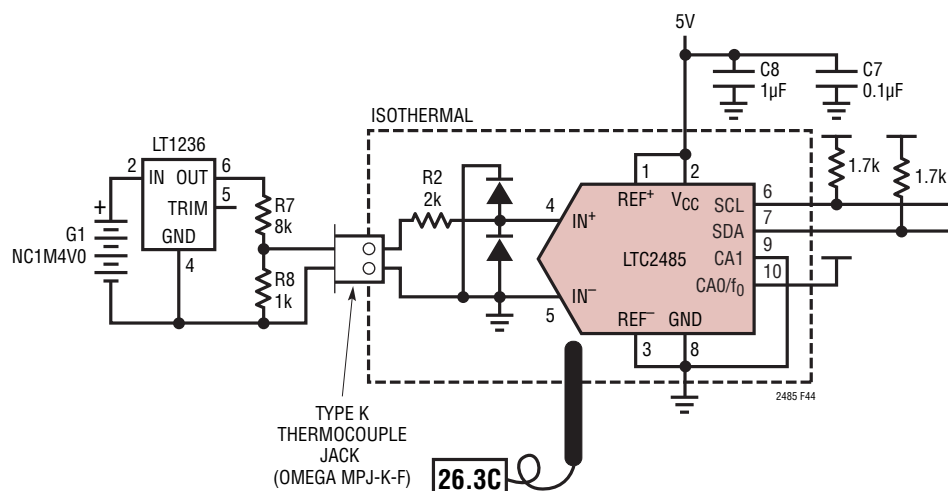 5V
C8
1µF
C7
0.1µF
ISOTHERMAL
LT1236
2
IN
OUT
6
TRIM
5
GND
4
+
G1
NC1M4V0
R7
8k
R8
1k
R2
2k
4
IN+
IN–
5
1
2
REF+
VCC
LTC2485
REF–
GND
3
8
SCL
6
SDA
7
CA1
9
CA0/f0
10
1.7k
1.7k
2485 F44
TYPE K
THERMOCOUPLE
JACK
(OMEGA MPJ-K-F)
26.3C